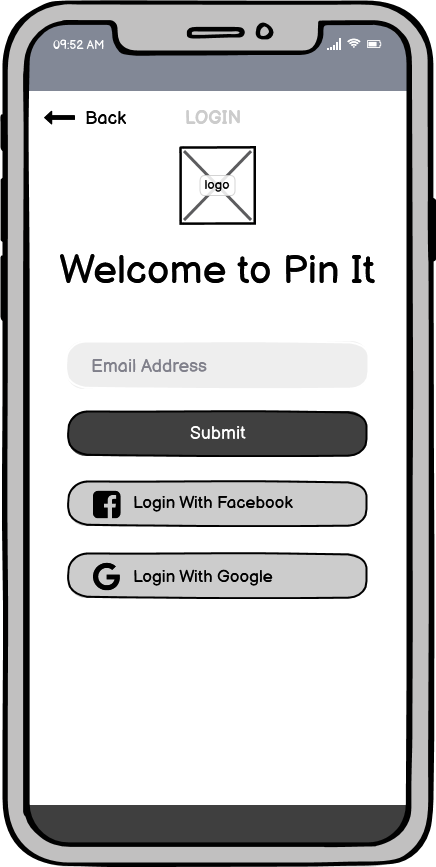 09:52 AM
Back
LOGIN
logo
Welcome to Pin It
Email Address
Submit
Login With Facebook
Login With Google